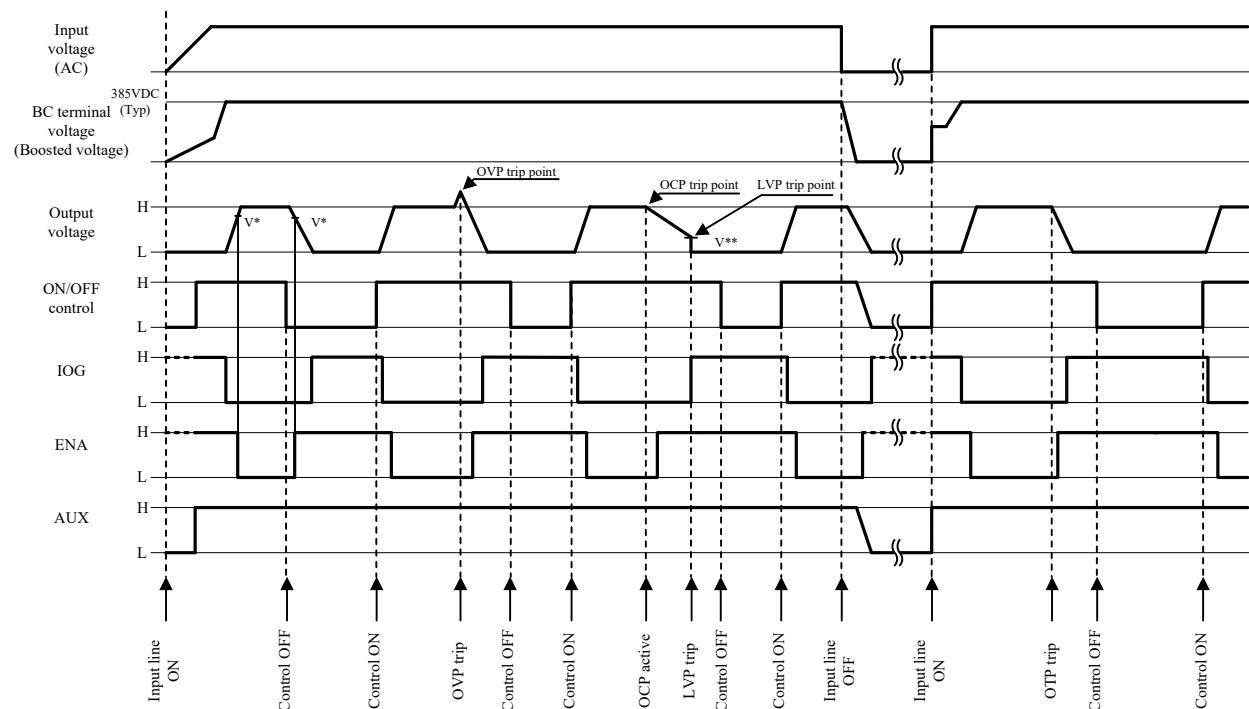 Input
voltage
(AC)
385VDC
(Typ)
BC terminal
voltage
(Boosted voltage)
OVP trip point
OCP trip point
LVP trip point
Output
voltage
H
L
V*
V*
V**
ON/OFF
control
H
L
IOG
H
L
ENA
H
L
AUX
H
L
Input line
ON
Control OFF
Control ON
OVP trip
Control OFF
Control ON
OCP active
LVP trip
Control OFF
Control ON
Input line
OFF
Input line
ON
OTP trip
Control OFF
Control ON